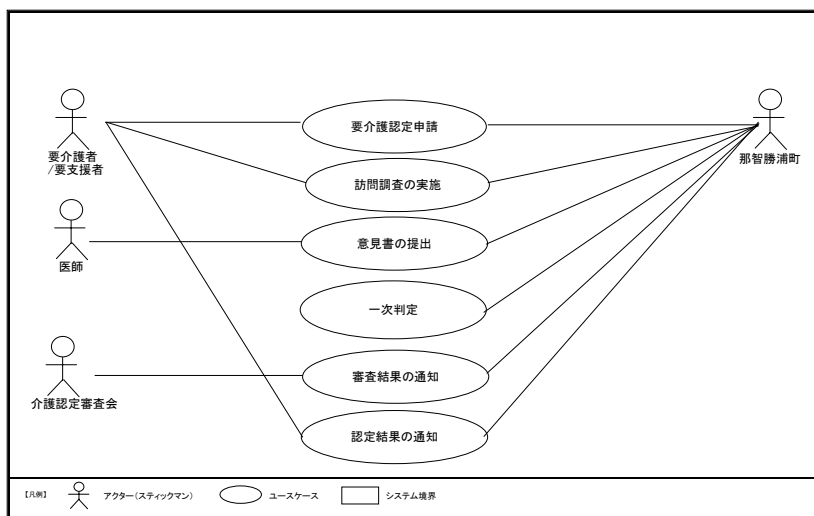 要介護認定申請
要介護者
/要支援者
那智勝浦町
訪問調査の実施
意見書の提出
医師
一次判定
審査結果の通知
介護認定審査会
認定結果の通知
【凡例】 アクター(スティックマン) ユースケース システム境界